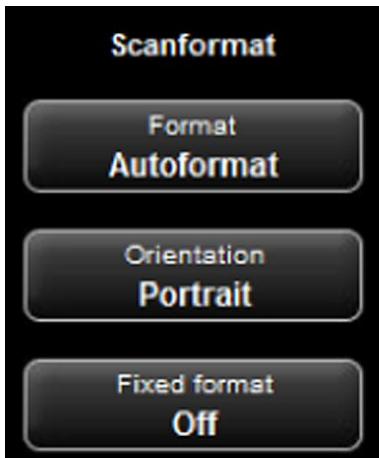 Scanformat
Format
Autoformat
Orientation
Portrait
Fixed format
Off